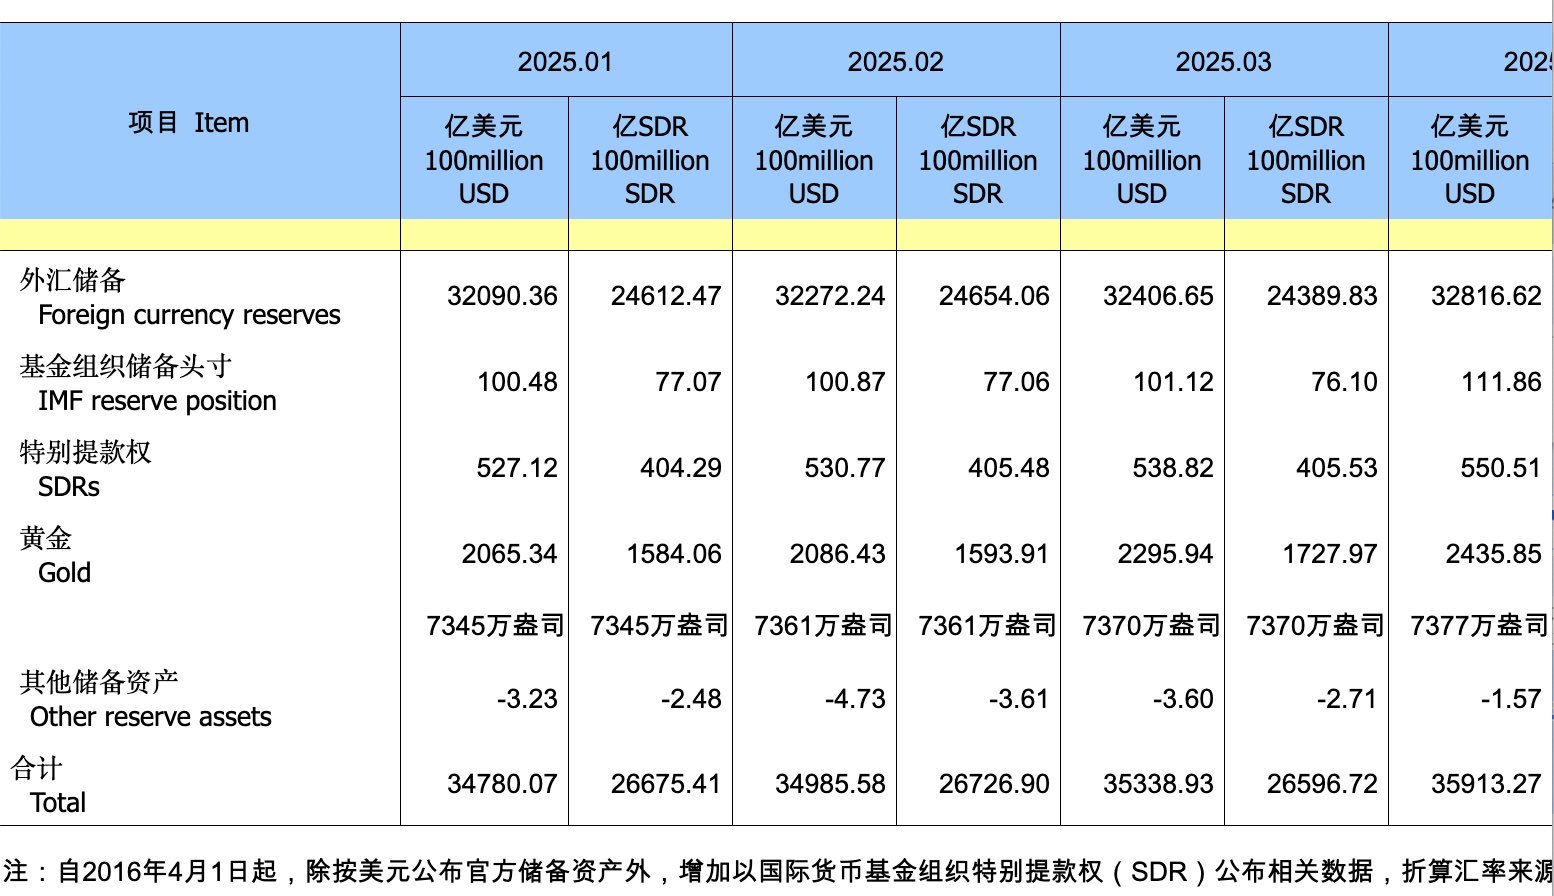 2025.01 2025.02 2025.03 202
项目 Item
亿美元 亿SDR 亿美元 亿SDR 亿美元 亿SDR 亿美元
100million 100million 100million 100million 100million 100million 100million
USD SDR USD SDR USD SDR USD
外汇储备
Foreign currency reserves 32090.36 24612.47 32272.24 24654.06 32406.65 24389.83 32816.62
基金组织储备头寸
IMF reserve position 100.48 77.07 100.87 77.06 101.12 76.10 111.86
特别提款权
SDRs 527.12 404.29 530.77 405.48 538.82 405.53 550.51
黄金
Gold 2065.34 1584.06 2086.43 1593.91 2295.94 1727.97 2435.85
7345万盎司 7345万盎司 7361万盎司 7361万盎司 7370万盎司 7370万盎司 7377万盎司
其他储备资产
Other reserve assets -3.23 -2.48 -4.73 -3.61 -3.60 -2.71 -1.57
合计
Total 34780.07 26675.41 34985.58 26726.90 35338.93 26596.72 35913.27
注：自2016年4月1日起，除按美元公布官方储备资产外，增加以国际货币基金组织特别提款权（SDR）公布相关数据，折算汇率来源